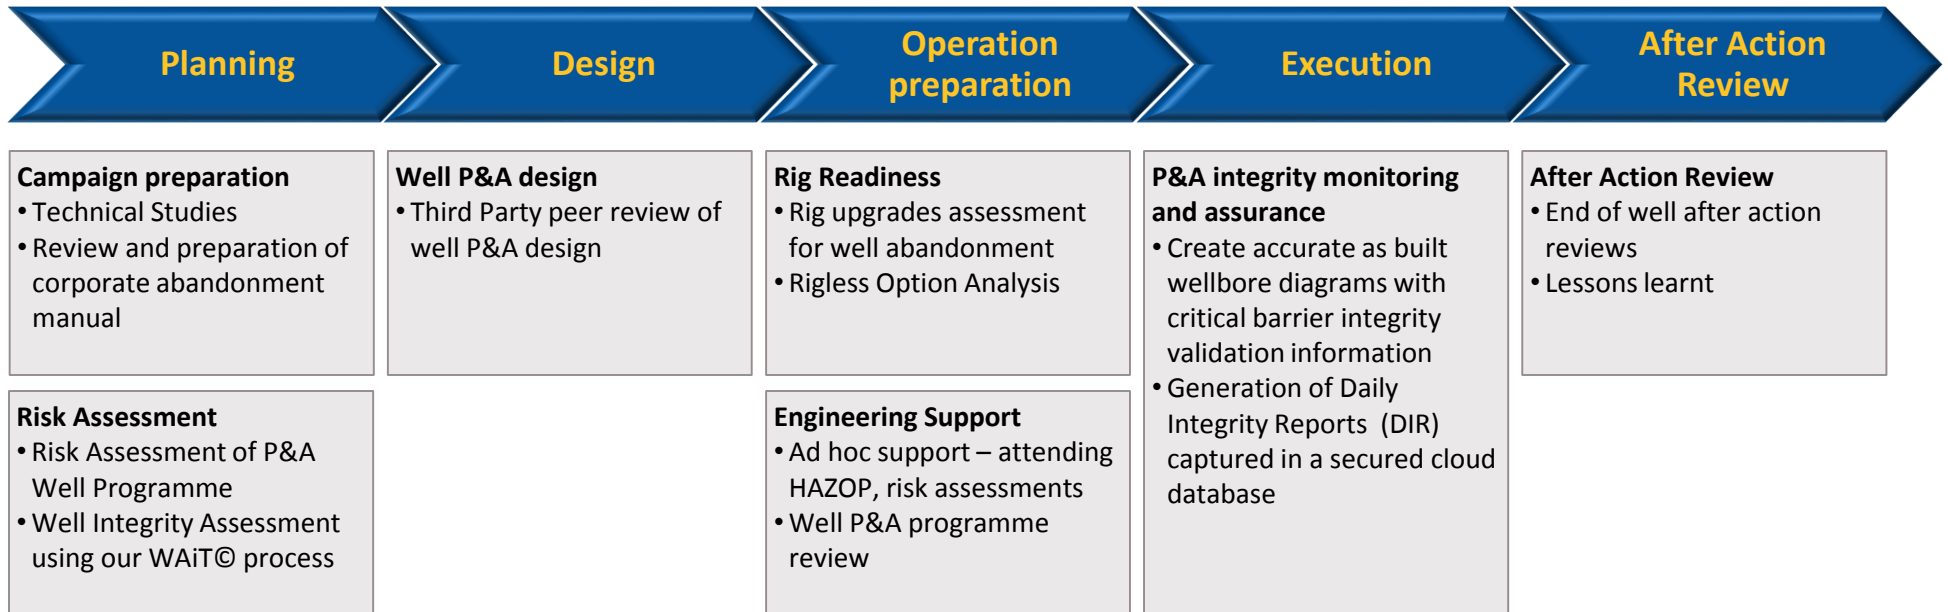 Planning
Design
Operation
preparation
Execution
After Action
Review
Campaign preparation
• Technical Studies
• Review and preparation of
corporate abandonment
manual
Risk Assessment
• Risk Assessment of P&A
Well Programme
• Well Integrity Assessment
using our WAiT© process
Well P&A design
• Third Party peer review of
well P&A design
Rig Readiness
• Rig upgrades assessment
for well abandonment
• Rigless Option Analysis
Engineering Support
• Ad hoc support – attending
HAZOP, risk assessments
• Well P&A programme
review
P&A integrity monitoring
and assurance
• Create accurate as built
wellbore diagrams with
critical barrier integrity
validation information
• Generation of Daily
Integrity Reports  (DIR)
captured in a secured cloud
database
After Action Review
• End of well after action
reviews
• Lessons learnt